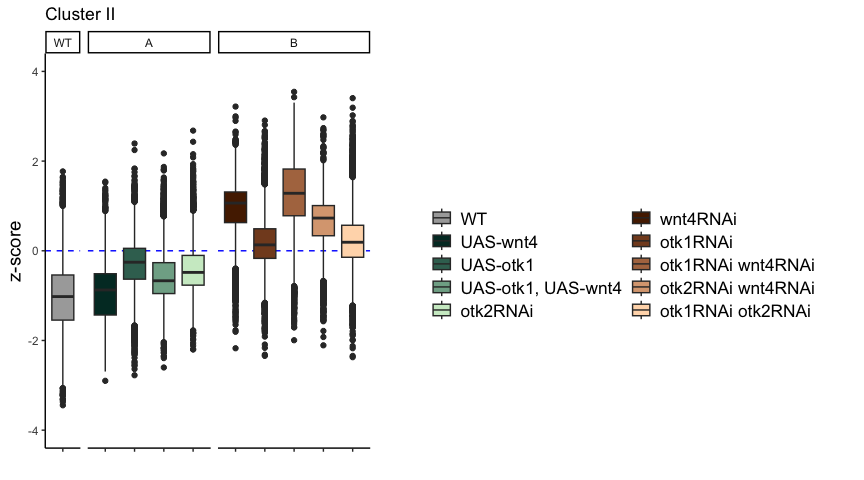 Cluster II
WT A B
4
2
0
-2
-4
z-score
WT
UAS-wnt4
UAS-otk1
UAS-otk1, UAS-wnt4
otk2RNAi
wnt4RNAi
otk1RNAi
otk1RNAi wnt4RNAi
otk2RNAi wnt4RNAi
otk1RNAi otk2RNAi